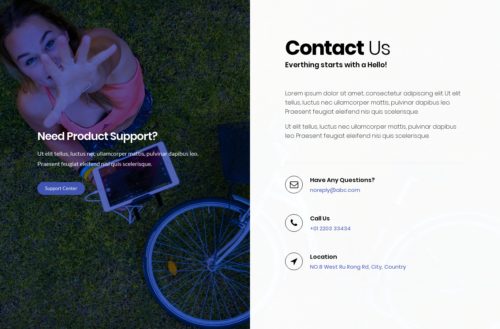 Need Product Support?
Ut elit tellus, luctus nec ullamcorper mattis, pulvinar dapibus leo.
Praesent feugiat eleifend nisl quis scelerisque.
Support Center
Contact Us
Everthing starts with a Hello!
Lorem ipsum dolor sit amet, consectetur adipiscing elit. Ut elit
tellus, luctus nec ullamcorper mattis, pulvinar dapibus leo.
Praesent feugiat eleifend nisi quis scelerisque.
Ut elit tellus, luctus nec ullamcorper mattis, pulvinar dapibus leo.
Praesent feugiat eleifend nisi quis scelerisque.
Have Any Questions?
noreply@abc.com
Call Us
+01 2203 33434
Location
NO.8 West Ru Rong Rd, City, Country